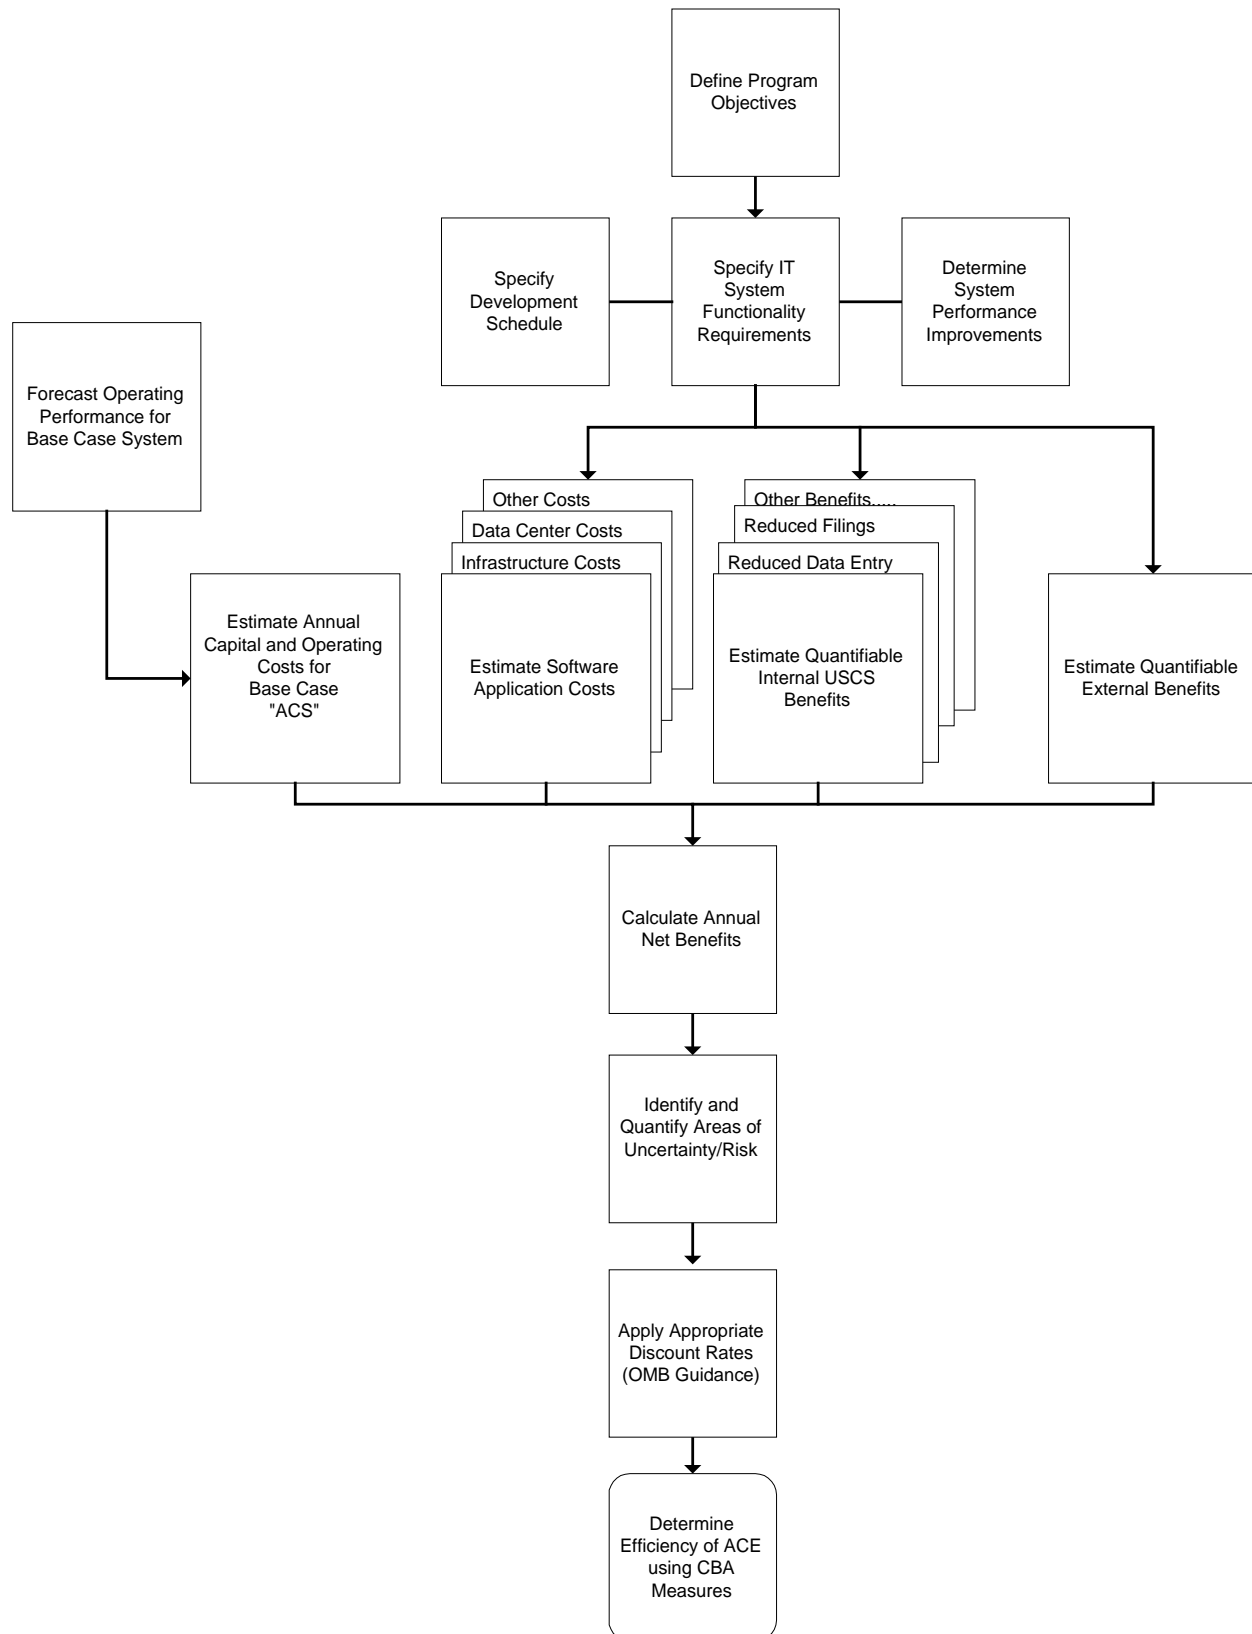 Define Program
Objectives
Specify
Development
Schedule
Specify IT
System
Functionality
Requirements
Determine
System
Performance
Improvements
Forecast Operating
Performance for
Base Case System
Other Costs
Data Center Costs
Infrastructure Costs
Estimate Software
Application Costs
Other Benefits.....
Reduced Filings
Reduced Data Entry
Estimate Quantifiable
Internal USCS
Benefits
Estimate Quantifiable
External Benefits
Estimate Annual
Capital and Operating
Costs for
Base Case
"ACS"
Calculate Annual
Net Benefits
Identify and
Quantify Areas of
Uncertainty/Risk
Apply Appropriate
Discount Rates
(OMB Guidance)
Determine
Efficiency of ACE
using CBA
Measures